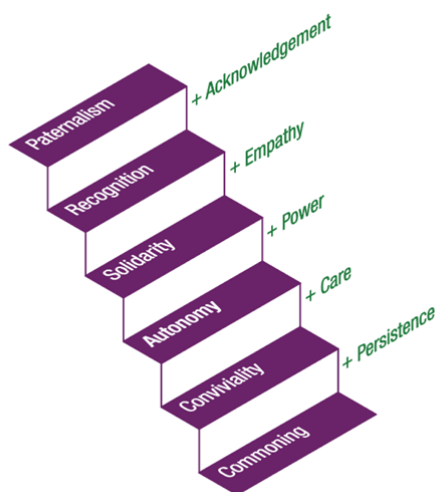 Paternalism
+ Acknowledgement
Recognition
+ Empathy
Solidarity
+ Power
Autonomy
+ Care
Conviviality
+ Persistence
Commoning